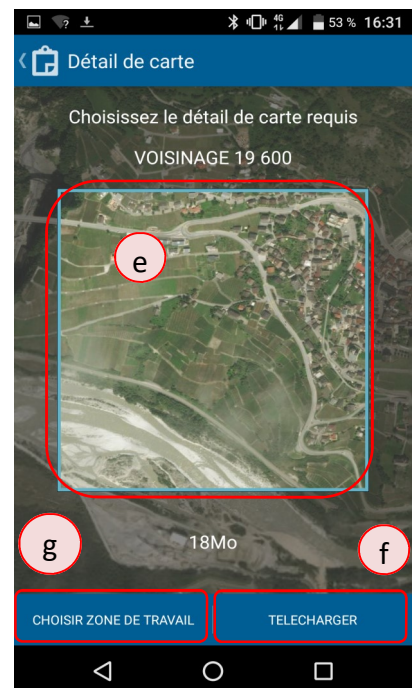 53 % 16:31
Détail de carte
Choisissez le détail de carte requis
VOISINAGE 19 600
e
g
18Mo
f
CHOISIR ZONE DE TRAVAIL
TELECHARGER